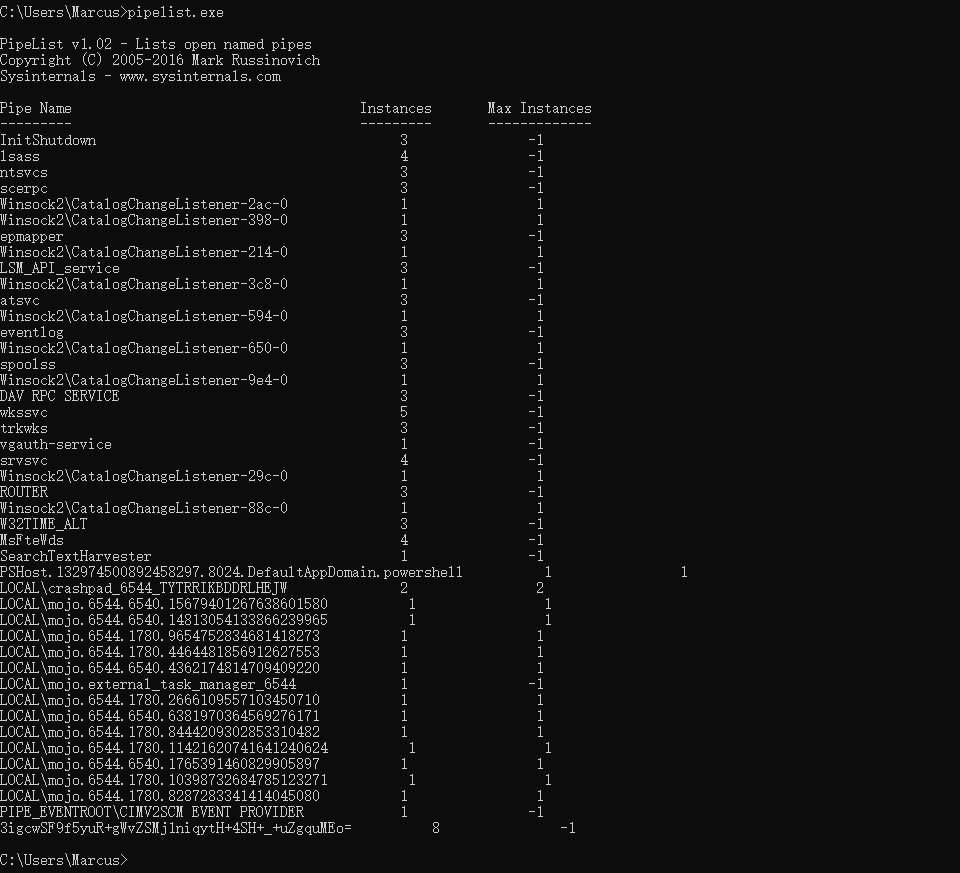 C:\Users\Marcus>pipelist.exe
PipeList v1.02 - Lists open named pipes
Copyright (C) 2005-2016 Mark Russinovich
Sysinternals - www.sysinternals.com
Pipe Name Instances Max Instances
--------- --------- -------------
InitShutdown 3 -1
lsass 4 -1
ntsvcs 3 -1
scerpc 3 -1
Winsock2\CatalogChangeListener-2ac-0 1 1
Winsock2\CatalogChangeListener-398-0 1 1
epmapper 3 -1
Winsock2\CatalogChangeListener-214-0 1 1
LSM_API_service 3 -1
Winsock2\CatalogChangeListener-3c8-0 1 1
atsvc 3 -1
Winsock2\CatalogChangeListener-594-0 1 1
eventlog 3 -1
Winsock2\CatalogChangeListener-650-0 1 1
spoolss 3 -1
Winsock2\CatalogChangeListener-9e4-0 1 1
DAV RPC SERVICE 3 -1
wkssvc 5 -1
trkwks 3 -1
vgauth-service 1 -1
srvsvc 4 -1
Winsock2\CatalogChangeListener-29c-0 1 1
ROUTER 3 -1
Winsock2\CatalogChangeListener-88c-0 1 1
W32TIME_ALT 3 -1
MsFteWds 4 -1
SearchTextHarvester 1 -1
PSHost.132974500892458297.8024.DefaultAppDomain.powershell 1 1
LOCAL\crashpad_6544_TYTRRIKBDDRLHEJW 2 2
LOCAL\mojo.6544.6540.15679401267638601580 1 1
LOCAL\mojo.6544.6540.14813054133866239965 1 1
LOCAL\mojo.6544.1780.9654752834681418273 1 1
LOCAL\mojo.6544.1780.4464481856912627553 1 1
LOCAL\mojo.6544.6540.4362174814709409220 1 1
LOCAL\mojo.external_task_manager_6544 1 -1
LOCAL\mojo.6544.1780.2666109557103450710 1 1
LOCAL\mojo.6544.6540.6381970364569276171 1 1
LOCAL\mojo.6544.1780.8444209302853310482 1 1
LOCAL\mojo.6544.1780.11421620741641240624 1 1
LOCAL\mojo.6544.6540.1765391460829905897 1 1
LOCAL\mojo.6544.1780.10398732684785123271 1 1
LOCAL\mojo.6544.1780.8287283341414045080 1 1
PIPE_EVENTROOT\CIMV2SCM EVENT PROVIDER 1 -1
3igcwSF9f5yuR+gWvZSMjlniqytH+4SH+_+uZgquMEo= 8 -1
C:\Users\Marcus>